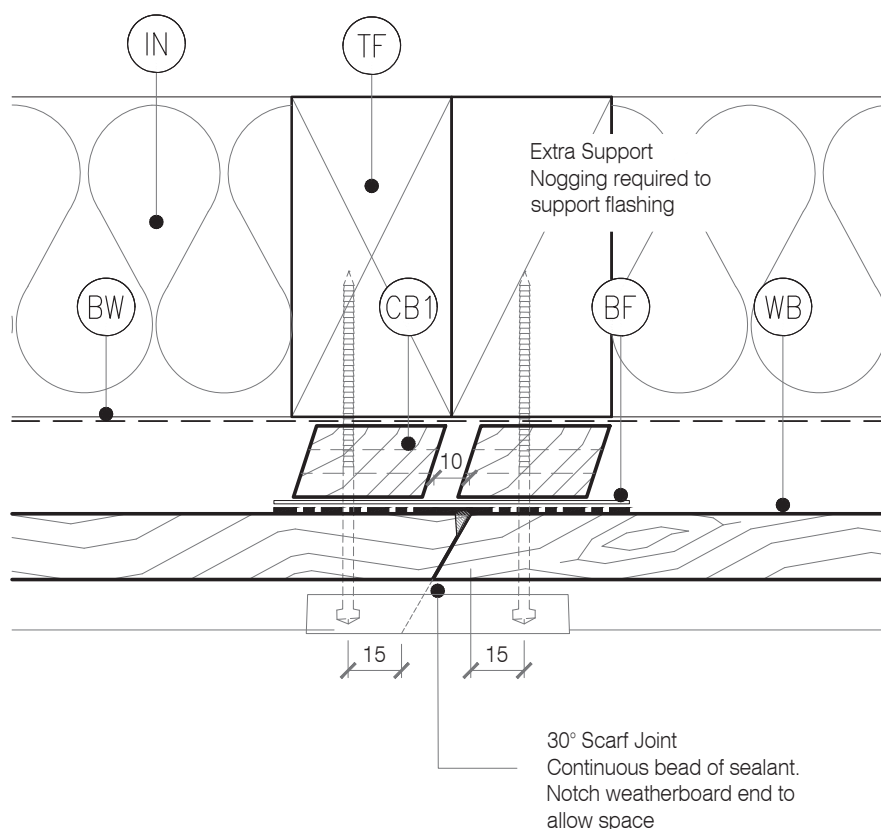 IN
TF
Extra Support
Nogging required to
support flashing
BW
CB1
BF
WB
10
15
15
30° Scarf Joint
Continuous bead of sealant.
Notch weatherboard end to
allow space